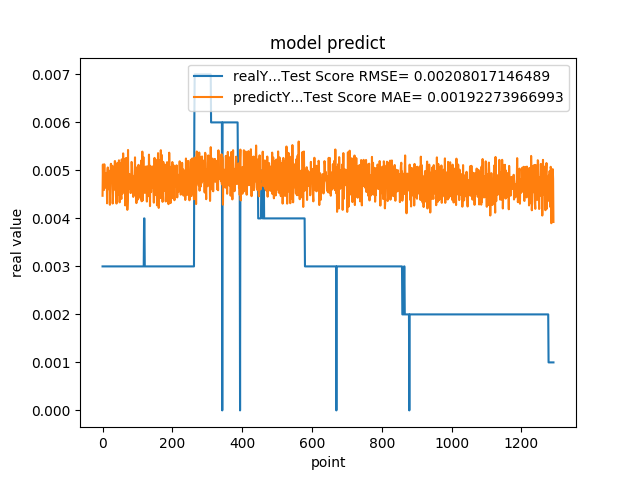 model predict
realY...Test Score RMSE= 0.00208017146489
predictY...Test Score MAE= 0.00192273966993
0.007
0.006
0.005
0.004
0.003
0.002
0.001
0.000
real value
0 200 400 600 800 1000 1200
point